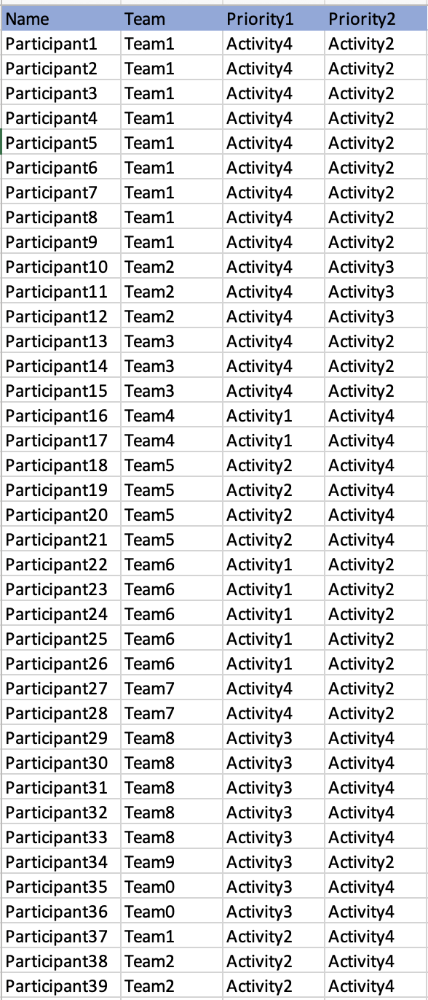 Name Team Priority1 Priority2
Participant1 Team1 Activity4 Activity2
Participant2 Team1 Activity4 Activity2
Participant3 Team1 Activity4 Activity2
Participant4 Team1 Activity4 Activity2
Participant5 Team1 Activity4 Activity2
Participant6 Team1 Activity4 Activity2
Participant7 Team1 Activity4 Activity2
Participant8 Team1 Activity4 Activity2
Participant9 Team1 Activity4 Activity2
Participant10 Team2 Activity4 Activity3
Participant11 Team2 Activity4 Activity3
Participant12 Team2 Activity4 Activity3
Participant13 Team3 Activity4 Activity2
Participant14 Team3 Activity4 Activity2
Participant15 Team3 Activity4 Activity2
Participant16 Team4 Activity1 Activity4
Participant17 Team4 Activity1 Activity4
Participant18 Team5 Activity2 Activity4
Participant19 Team5 Activity2 Activity4
Participant20 Team5 Activity2 Activity4
Participant21 Team5 Activity2 Activity4
Participant22 Team6 Activity1 Activity2
Participant23 Team6 Activity1 Activity2
Participant24 Team6 Activity1 Activity2
Participant25 Team6 Activity1 Activity2
Participant26 Team6 Activity1 Activity2
Participant27 Team7 Activity4 Activity2
Participant28 Team7 Activity4 Activity2
Participant29 Team8 Activity3 Activity4
Participant30 Team8 Activity3 Activity4
Participant31 Team8 Activity3 Activity4
Participant32 Team8 Activity3 Activity4
Participant33 Team8 Activity3 Activity4
Participant34 Team9 Activity3 Activity2
Participant35 Team0 Activity3 Activity4
Participant36 Team0 Activity3 Activity4
Participant37 Team1 Activity2 Activity4
Participant38 Team2 Activity2 Activity4
Participant39 Team2 Activity2 Activity4